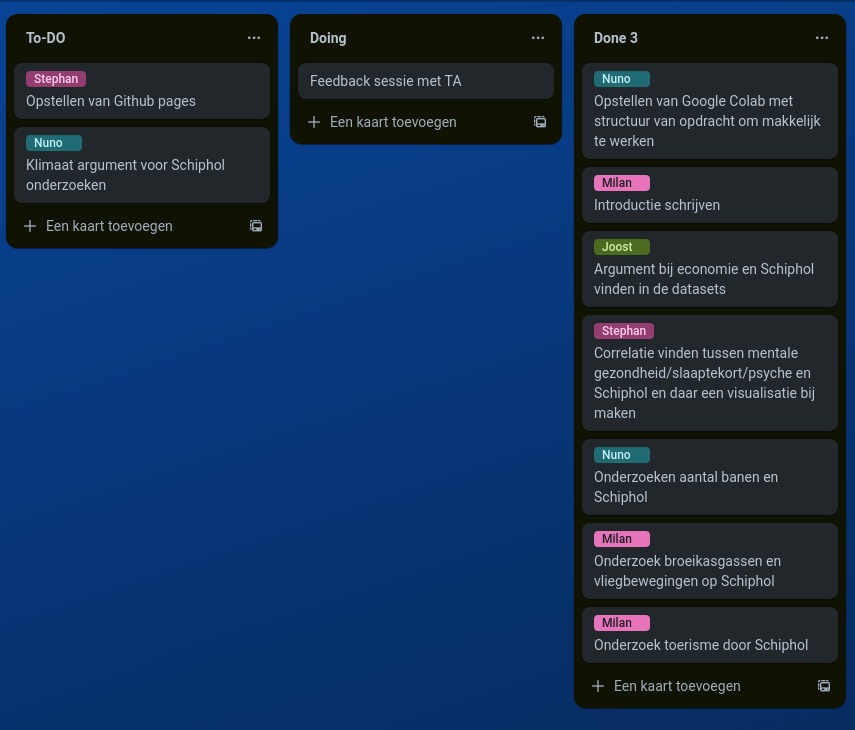 To-DO
Stephan
Opstellen van Github pages
Nuno
Klimaat argument voor Schiphol
onderzoeken
Een kaart toevoegen
Doing
Feedback sessie met TA
Een kaart toevoegen
Done 3
Nuno
Opstellen van Google Colab met
structuur van opdracht om makkelijk
te werken
Milan
Introductie schrijven
Joost
Argument bij economie en Schiphol
vinden in de datasets
Stephan
Correlatie vinden tussen mentale
gezondheid/slaaptekort/psyche en
Schiphol en daar een visualisatie bij
maken
Nuno
Onderzoeken aantal banen en
Schiphol
Milan
Onderzoek broeikasgassen en
vliegbewegingen op Schiphol
Milan
Onderzoek toerisme door Schiphol
Een kaart toevoegen